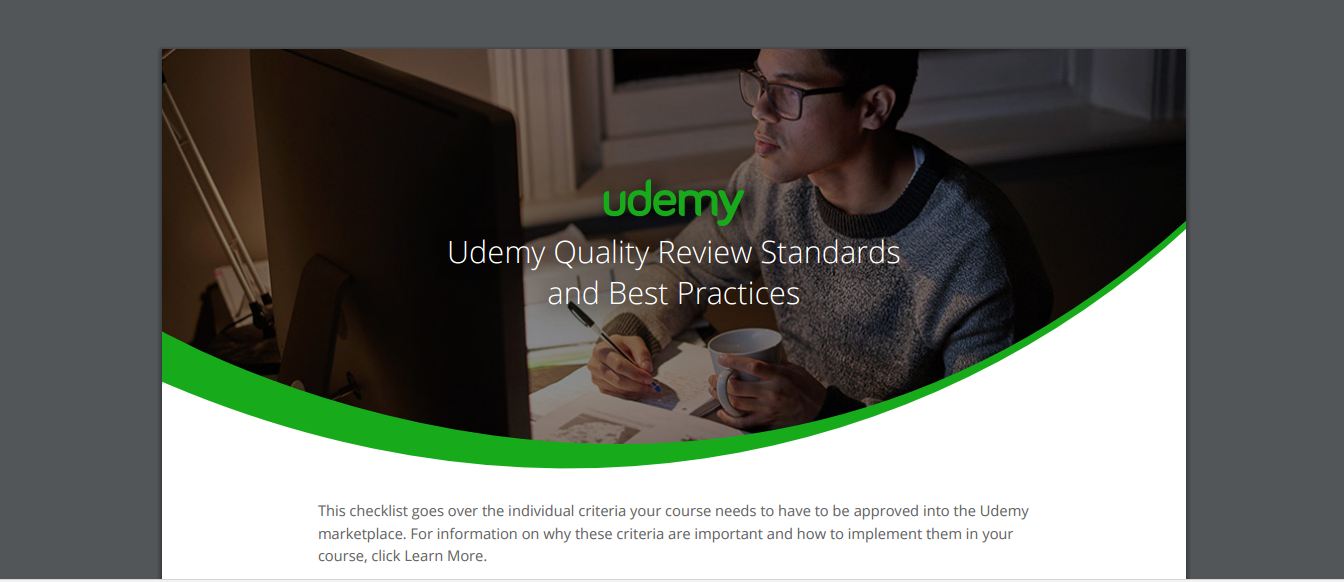 udemy
Udemy Quality Review Standards
and Best Practices
This checklist goes over the individual criteria your course needs to have to be approved into the Udemy
marketplace. For information on why these criteria are important and how to implement them in your
course, click Learn More.